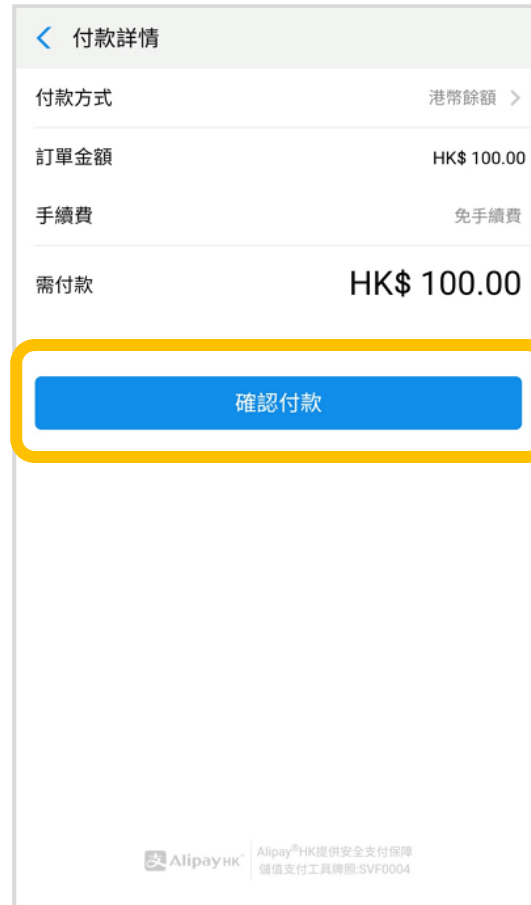 付款詳情
付款方式 港幣餘額
訂單金額 HK$ 100.00
手續費 免手續費
需付款 HK$ 100.00
確認付款
支 AlipayHK
Alipay®HK提供安全支付保障
儲值支付工具牌照:SVF0004